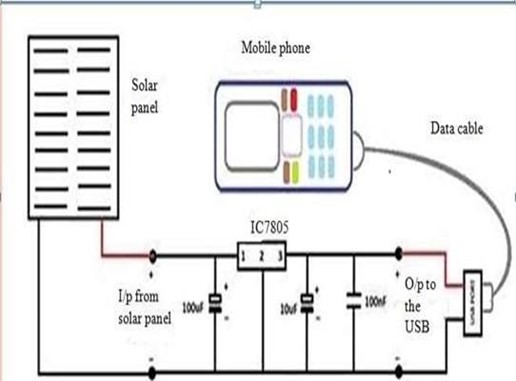 Mobile phone
Solar
panel
Data cable
IC7805
1 2 3
+
+
+
+
I/p from
solar panel
100uF
-
10uF
-
100nF
O/p to
the
USB
USB PORT
-
-